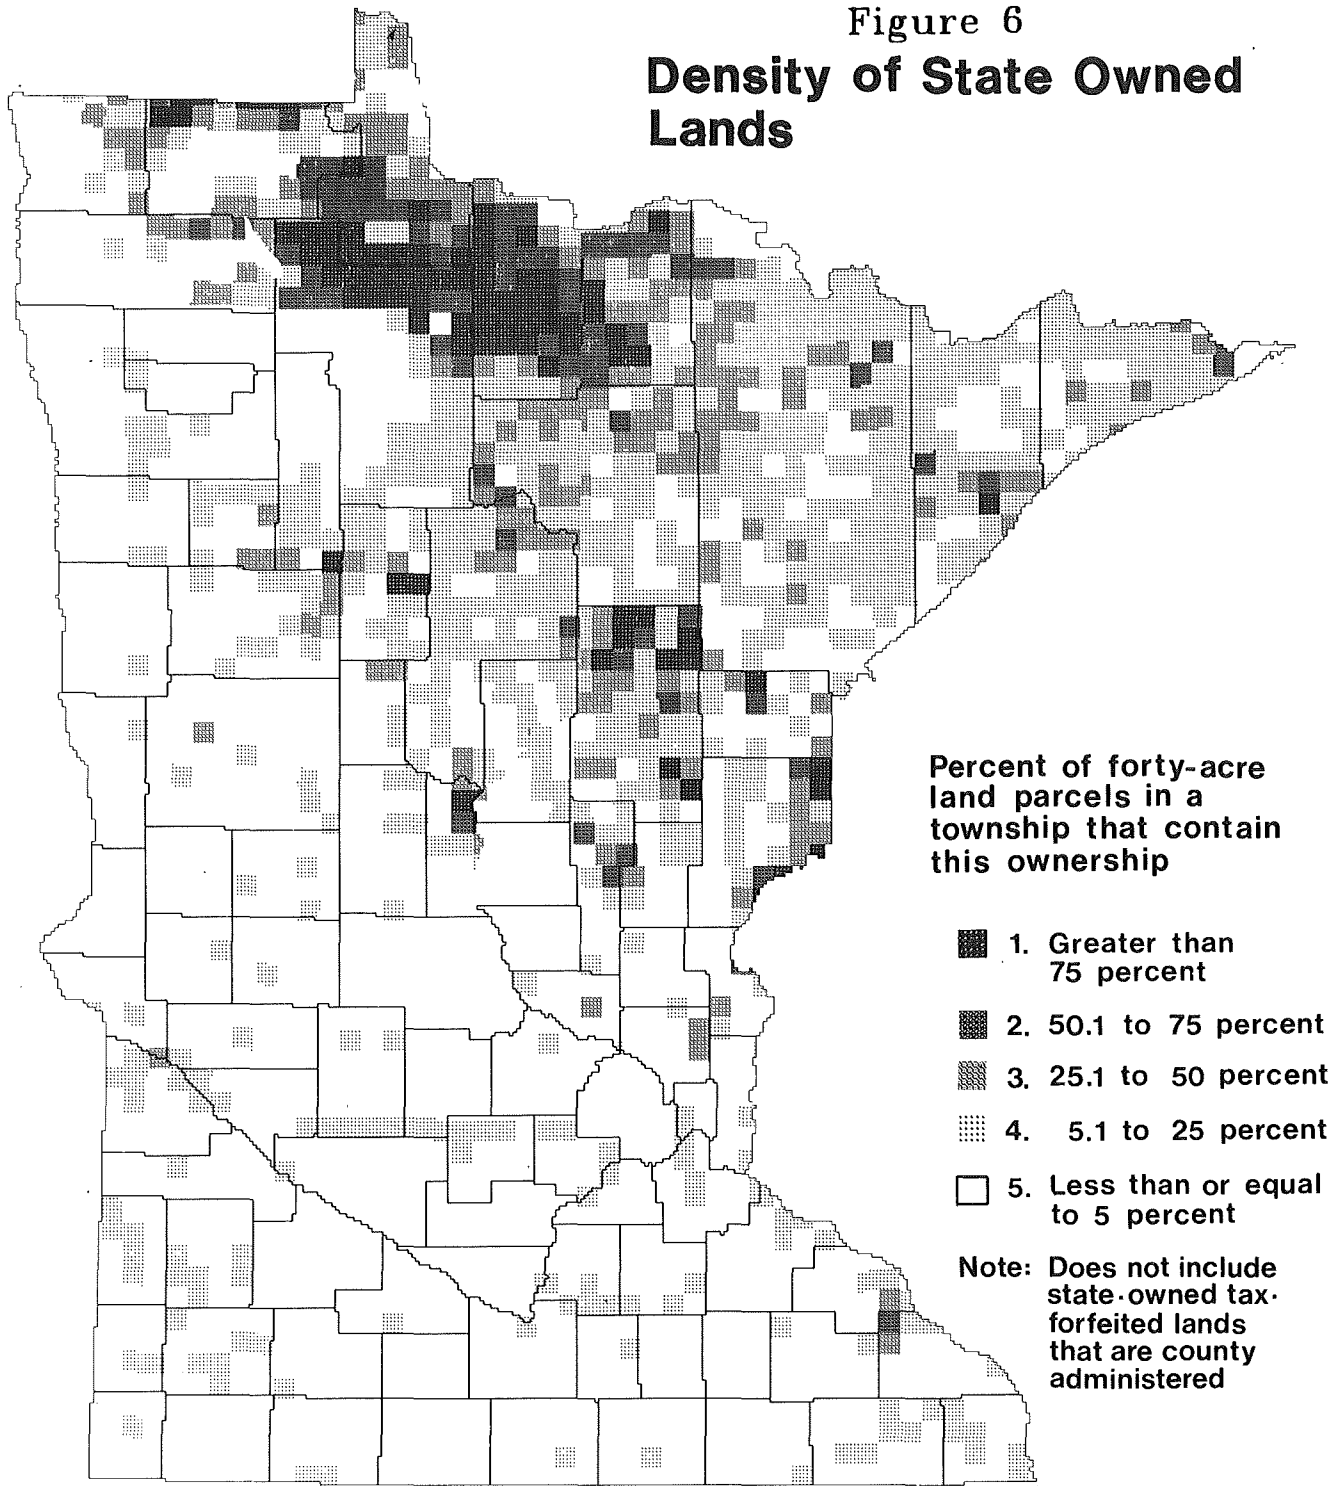 Figure 6
Density of State Owned
Lands
Percent of forty-acre
land parcels in a
township that contain
this ownership
1. Greater than
75 percent
2. 50.1 to 75 percent
3. 25.1 to 50 percent
4. 5.1 to 25 percent
5. Less than or equal
to 5 percent
Note: Does not include
state-owned tax-
forfeited lands
that are county
administered